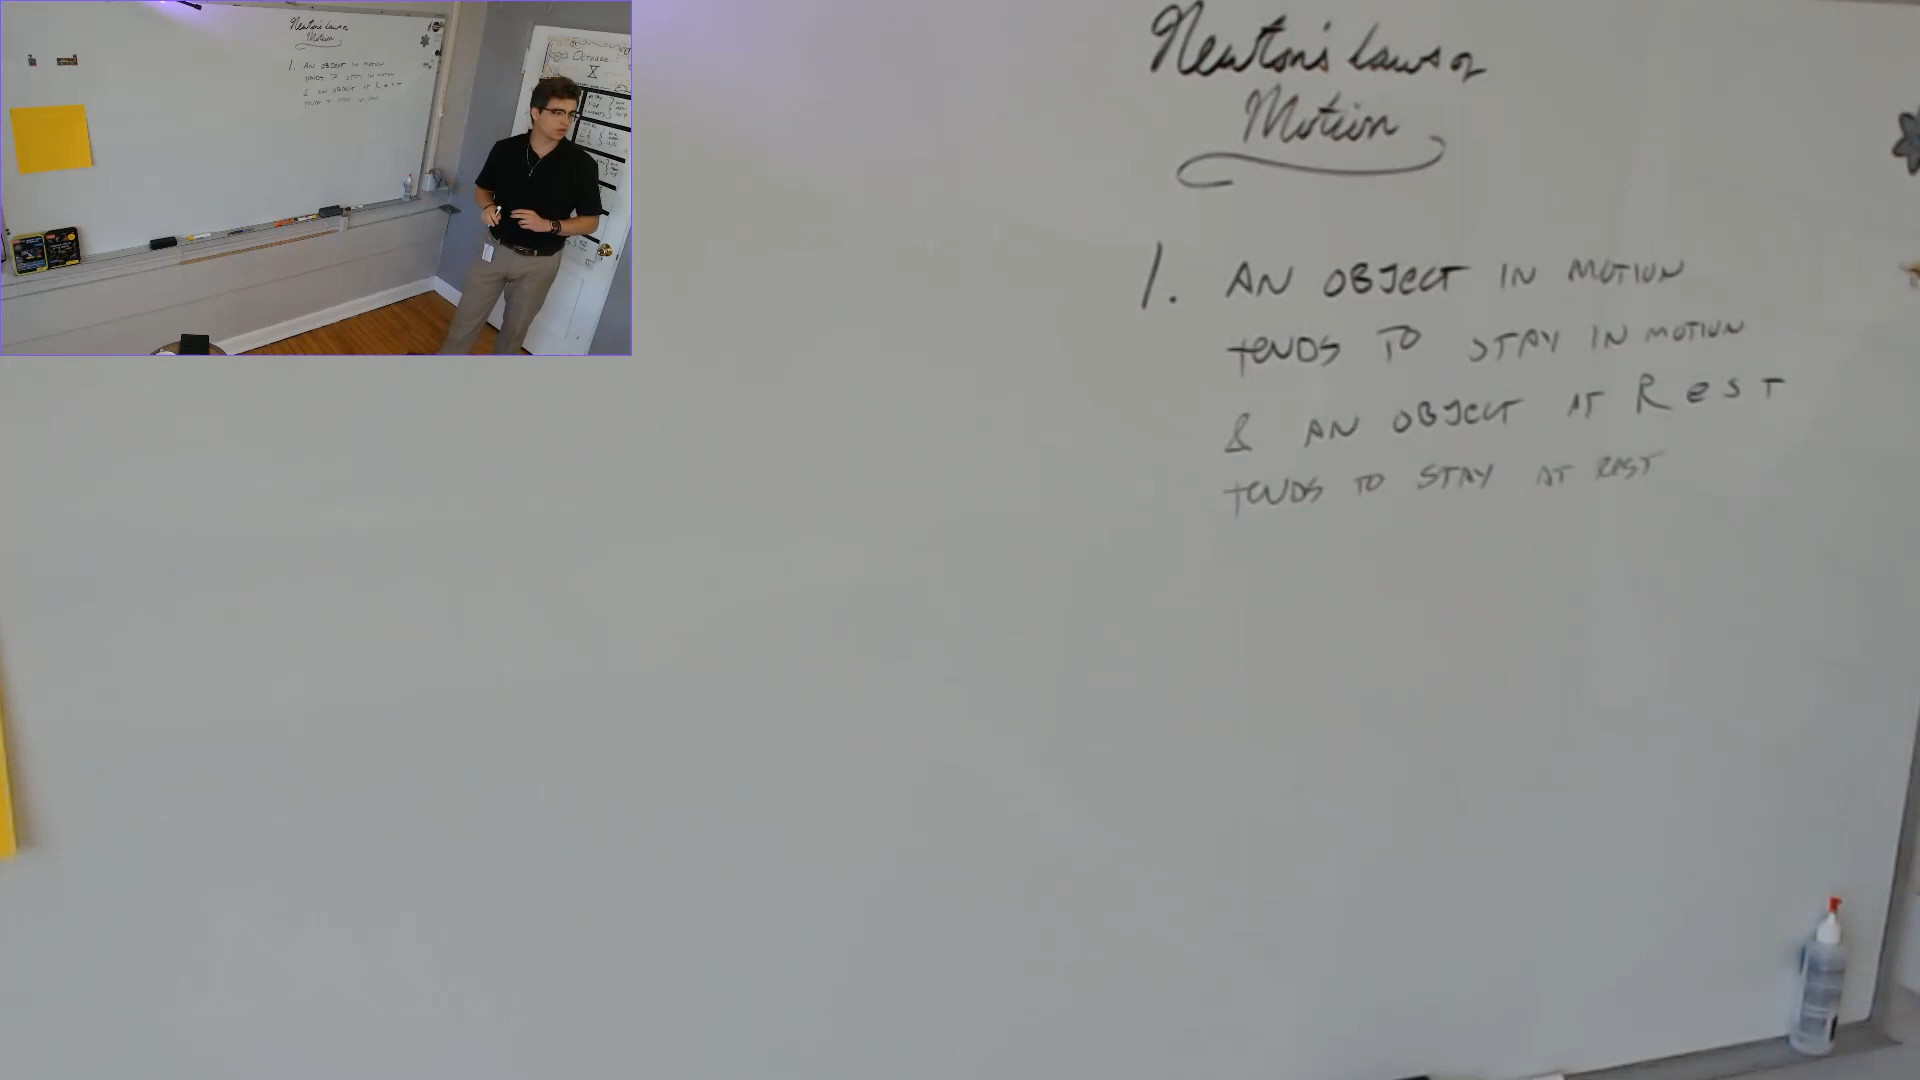 Newton's Laws of
Motion
1. AN OBJECT IN MOTION
TENDS TO STAY IN MOTION
& AN OBJECT AT Rest
TENDS TO STAY AT REST
October
X